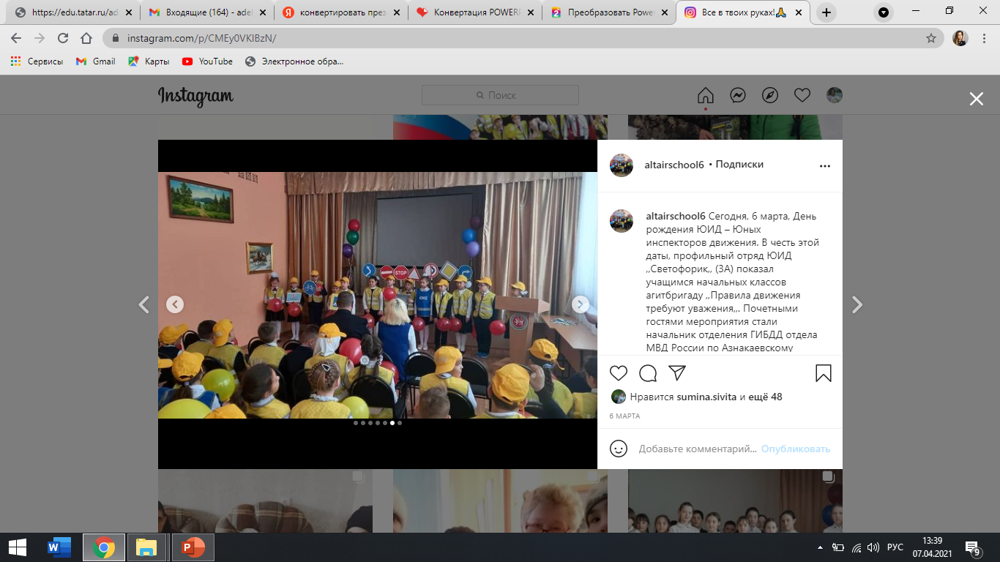 https://edu.tatar.ru/ad
Входящие (164) - ade
конвертировать през
Конвертация POWERP
Преобразовать Power
Все в твоих руках!🙏
instagram.com/p/CMEy0VKlBzN/
Сервисы
Gmail
Карты
YouTube
Электронное обра...
Instagram
Поиск
altairschool6 • Подписки
altairschool6 Сегодня, 6 марта, День
рождения ЮИД – Юных
инспекторов движения. В честь этой
даты, профильный отряд ЮИД
,,Светофорик,, (3А) показал
учащимся начальных классов
агитбригаду ,,Правила движения
требуют уважения,,. Почетными
гостями мероприятия стали
начальник отделения ГИБДД отдела
МВД России по Азнакаевскому
STOP
ЮИД
Нравится sumina.sivita и ещё 48
6 МАРТА
Добавьте комментарий... Опубликовать
РУС
13:39
07.04.2021
9